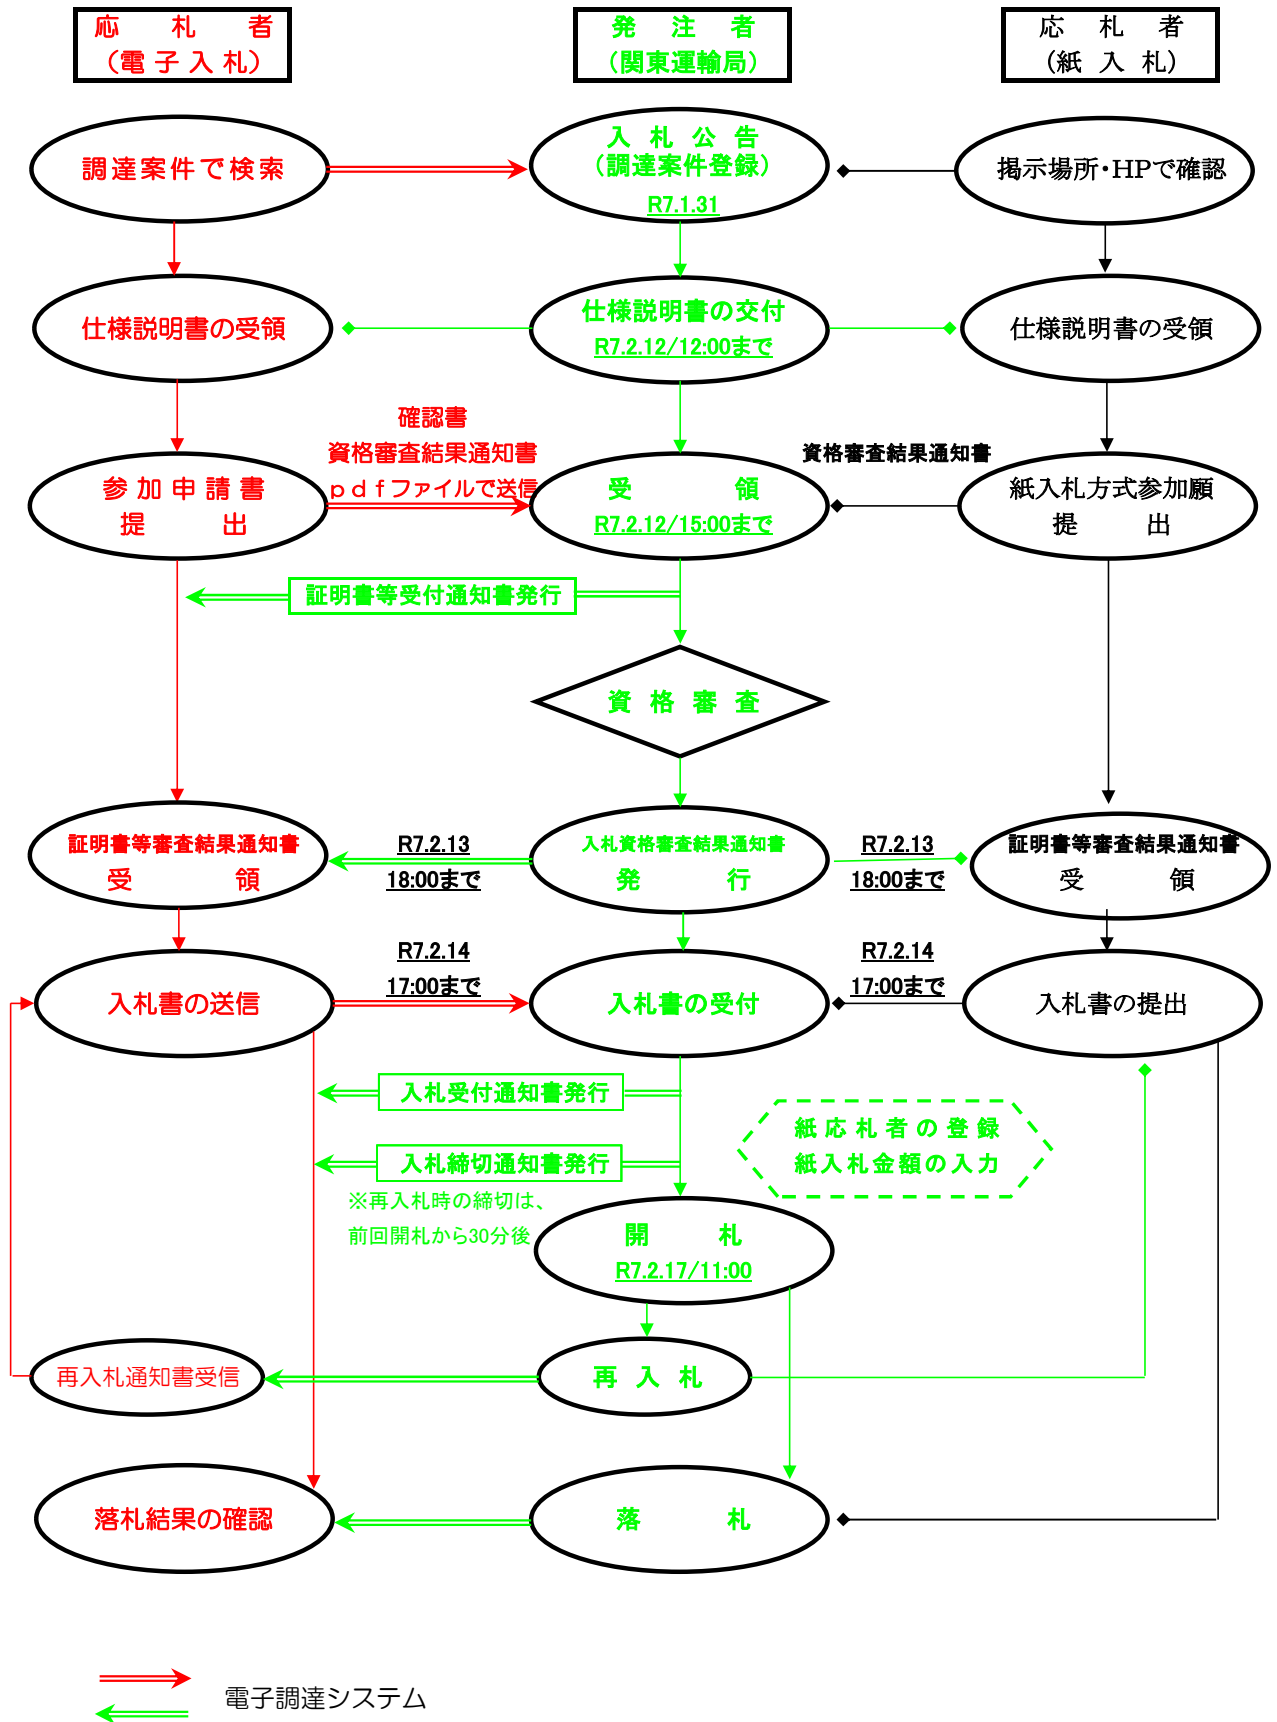 応札者
（電子入札）
発注者
（関東運輸局）
応札者
（紙入札）
調達案件で検索
入札公告
（調達案件登録）
R7.1.31
掲示場所・HPで確認
仕様説明書の受領
仕様説明書の交付
R7.2.12/12:00まで
仕様説明書の受領
確認書
資格審査結果通知書
ｐｄｆファイルで送信
資格審査結果通知書
参加申請書
提出
受領
R7.2.12/15:00まで
紙入札方式参加願
提出
証明書等受付通知書発行
資格審査
証明書等審査結果通知書
受領
R7.2.13
18:00まで
入札資格審査結果通知書
発行
R7.2.13
18:00まで
証明書等審査結果通知書
受領
入札書の送信
R7.2.14
17:00まで
入札書の受付
R7.2.14
17:00まで
入札書の提出
入札受付通知書発行
紙応札者の登録
紙入札金額の入力
入札締切通知書発行
※再入札時の締切は、
前回開札から30分後
開札
R7.2.17/11:00
再入札通知書受信
再入札
落札結果の確認
落札
電子調達システム